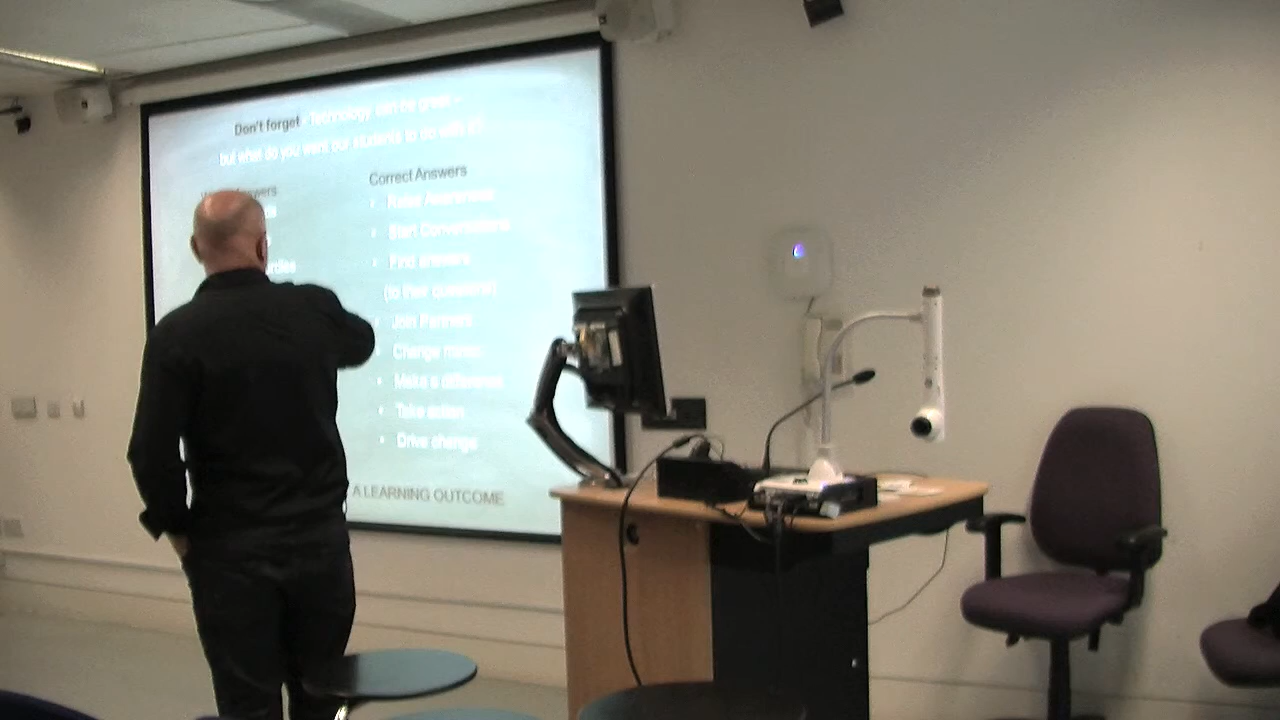 Don't forget - Technology can be great -
but what do you want our students to do with it?
Answers
Correct Answers
• Raise Awareness
• Start Conversations
• Find answers
(to their questions)
• Join Partners
• Change minds
• Make a difference
• Take action
• Drive change
A LEARNING OUTCOME